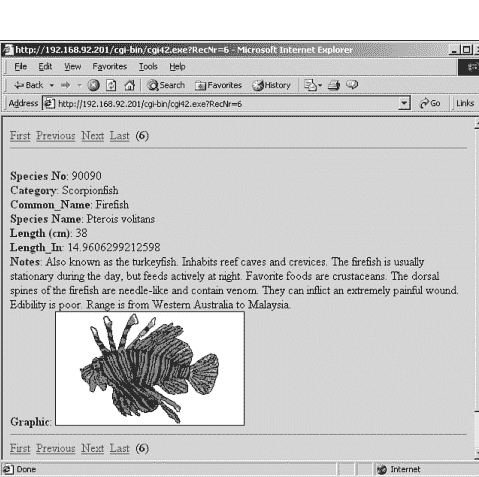 http://192.168.92.201/cgi-bin/cgi42.exe?RecNr=6 - Microsoft Internet Explorer
File Edit View Favorites Tools Help
Back Search Favorites History
Address http://192.168.92.201/cgi-bin/cgi42.exe?RecNr=6 Go Links
First Previous Next Last (6)
Species No: 90090
Category: Scorpionfish
Common_Name: Firefish
Species Name: Pterois volitans
Length (cm): 38
Length_In: 14.9606299212598
Notes: Also known as the turkeyfish. Inhabits reef caves and crevices. The firefish is usually
stationary during the day, but feeds actively at night. Favorite foods are crustaceans. The dorsal
spines of the firefish are needle-like and contain venom. They can inflict an extremely painful wound.
Edibility is poor. Range is from Western Australia to Malaysia.
Graphic:
First Previous Next Last (6)
Done Internet